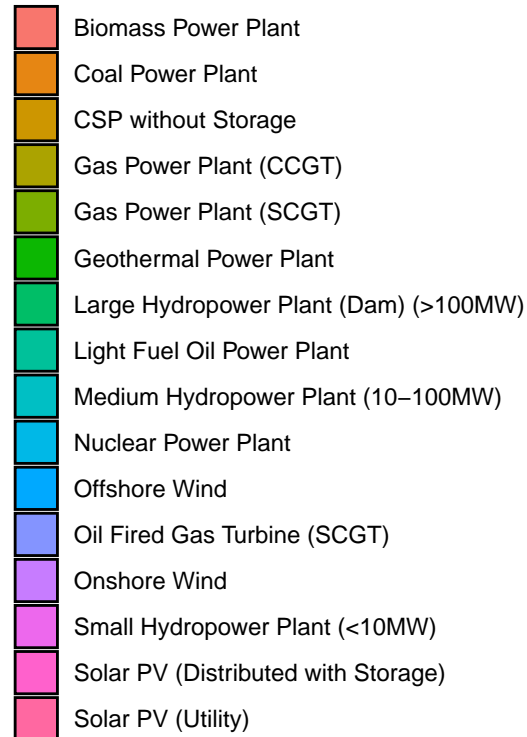 Biomass Power Plant
Coal Power Plant
CSP without Storage
Gas Power Plant (CCGT)
Gas Power Plant (SCGT)
Geothermal Power Plant
Large Hydropower Plant (Dam) (>100MW)
Light Fuel Oil Power Plant
Medium Hydropower Plant (10–100MW)
Nuclear Power Plant
Offshore Wind
Oil Fired Gas Turbine (SCGT)
Onshore Wind
Small Hydropower Plant (<10MW)
Solar PV (Distributed with Storage)
Solar PV (Utility)